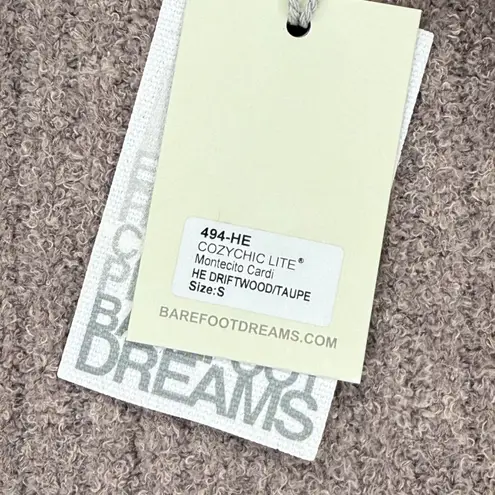 494-HE
COZYCHIC LITE®
Montecito Cardi
HE DRIFTWOOD/TAUPE
Size:S
BAREFOOTDREAMS.COM
DREAMS